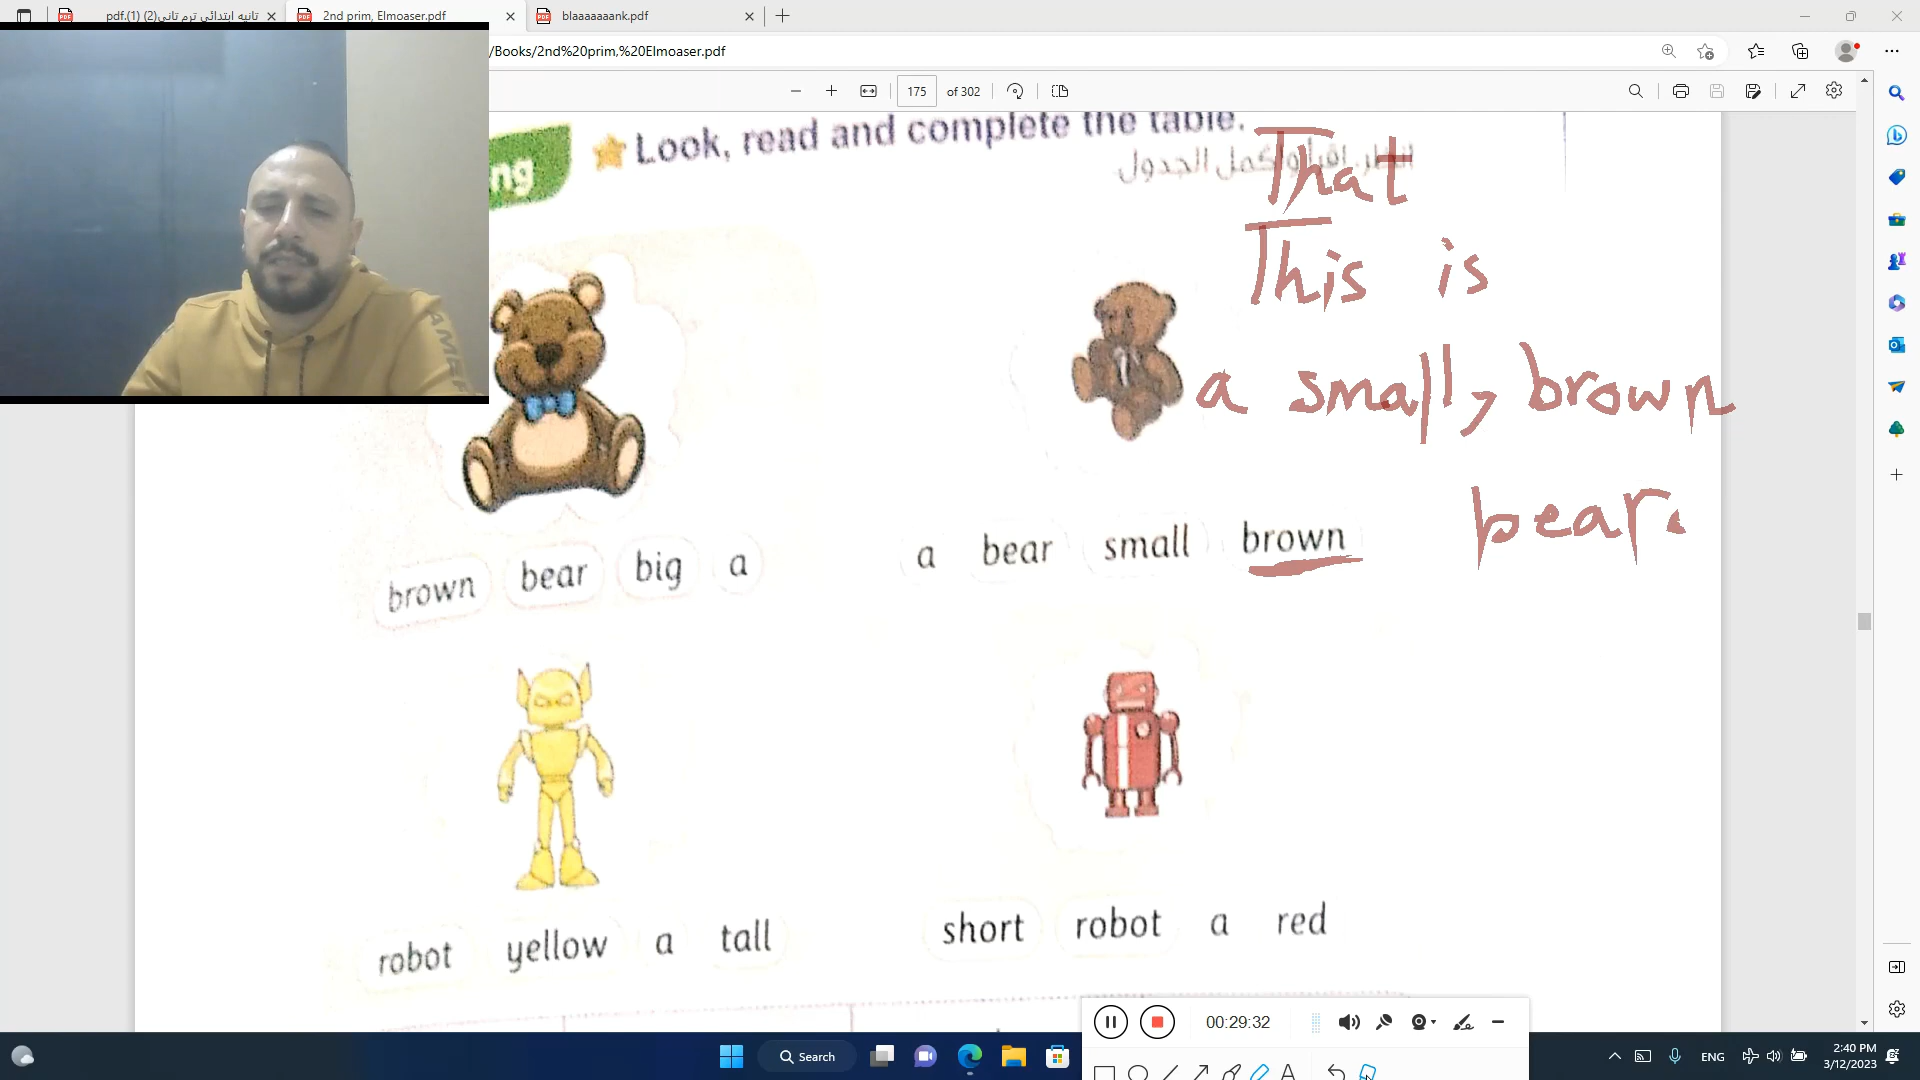 pdf.(1) (2)ثانيه ابتدائي ترم ثاني
2nd prim, Elmoaser.pdf
blaaaaaaank.pdf
/Books/2nd%20prim,%20Elmoaser.pdf
175 of 302
ng
Look, read and complete the table.
انظر، اقرأ وأكمل الجدول.
That
This is
a small, brown
bear.
brown bear big a
a bear small brown
robot yellow a tall
short robot a red
00:29:32
Search
ENG
2:40 PM
3/12/2023